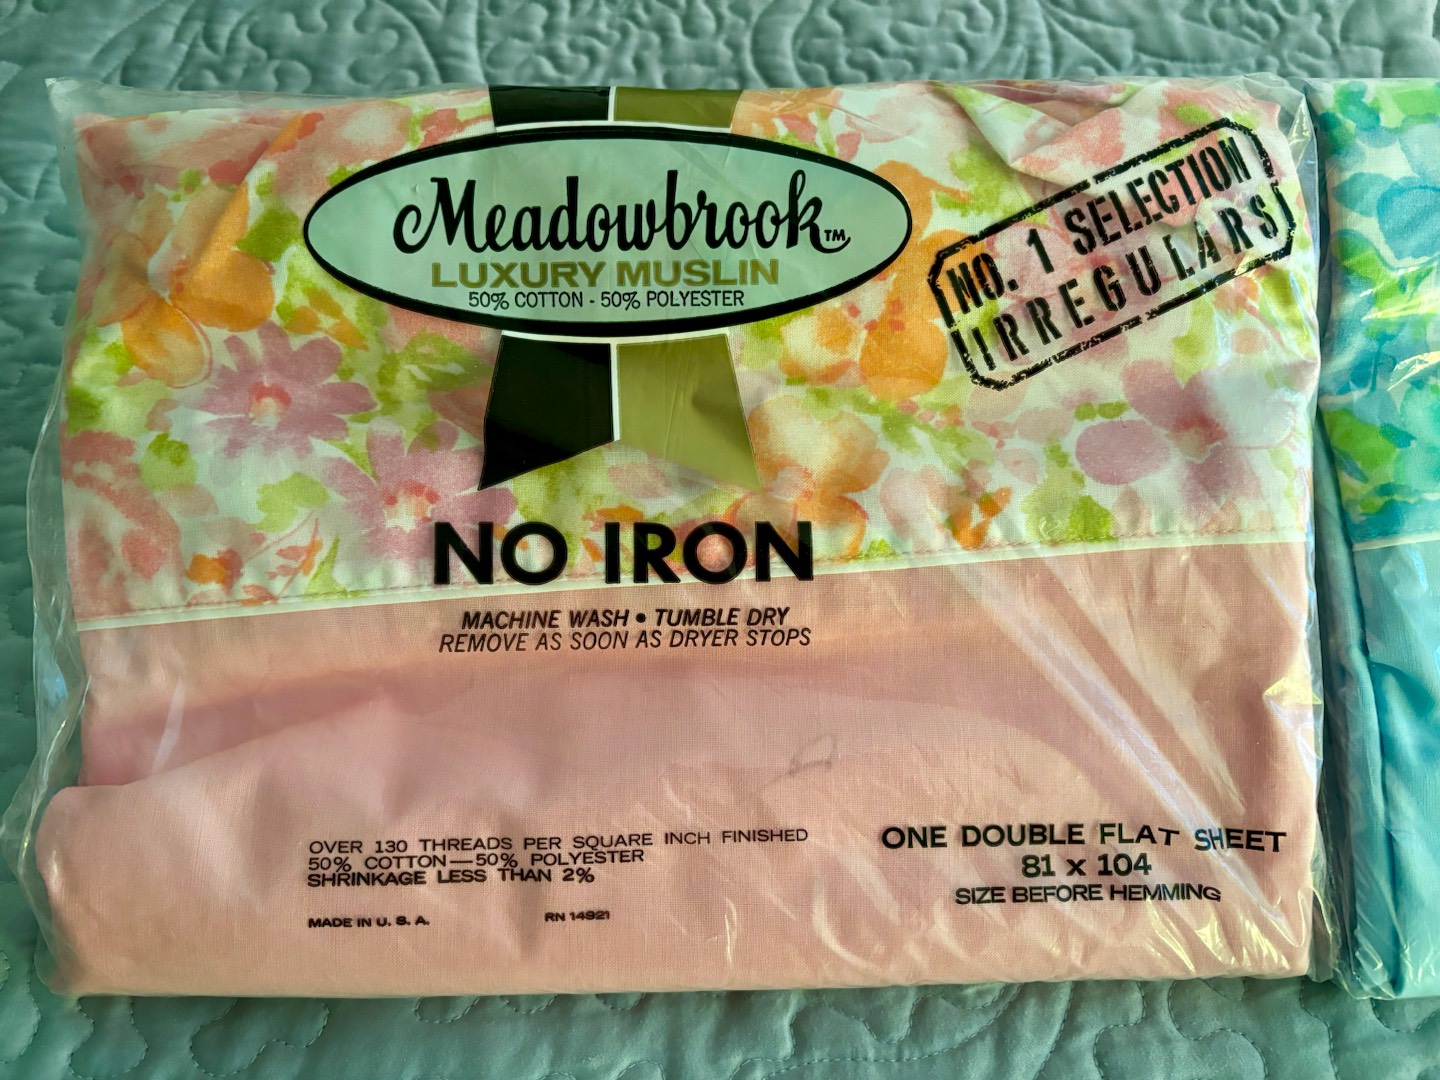 Meadowbrook™
LUXURY MUSLIN
50% COTTON - 50% POLYESTER
NO. 1 SELECTION
IRREGULARS
NO IRON
MACHINE WASH • TUMBLE DRY
REMOVE AS SOON AS DRYER STOPS
OVER 130 THREADS PER SQUARE INCH FINISHED
50% COTTON—50% POLYESTER
SHRINKAGE LESS THAN 2%
MADE IN U. S. A. RN 14921
ONE DOUBLE FLAT SHEET
81 x 104
SIZE BEFORE HEMMING